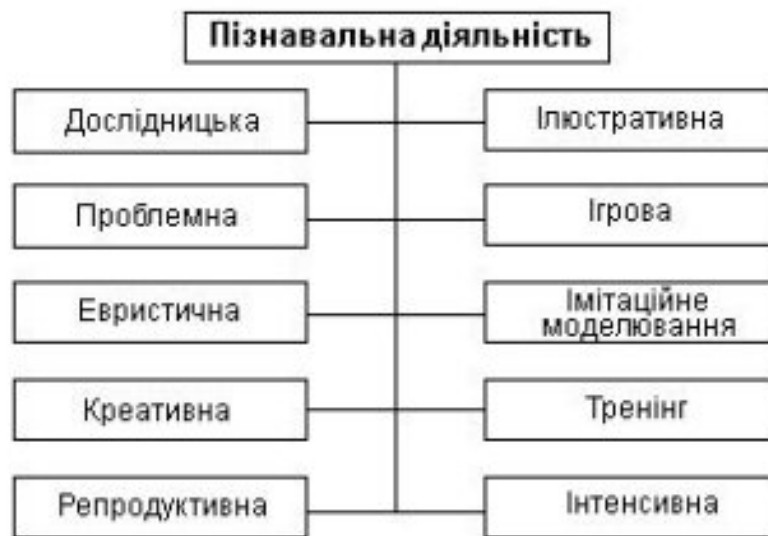 Пізнавальна діяльність
Дослідницька
Ілюстративна
Проблемна
Ігрова
Евристична
Імітаційне
моделювання
Креативна
Тренінг
Репродуктивна
Інтенсивна